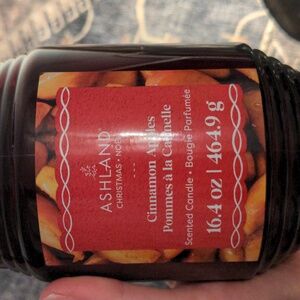 ASHLAND
CHRISTMAS • NOËL
Cinnamon Apples
Pommes à la Cannelle
Scented Candle • Bougie Parfumée
16.4 oz | 464.9 g